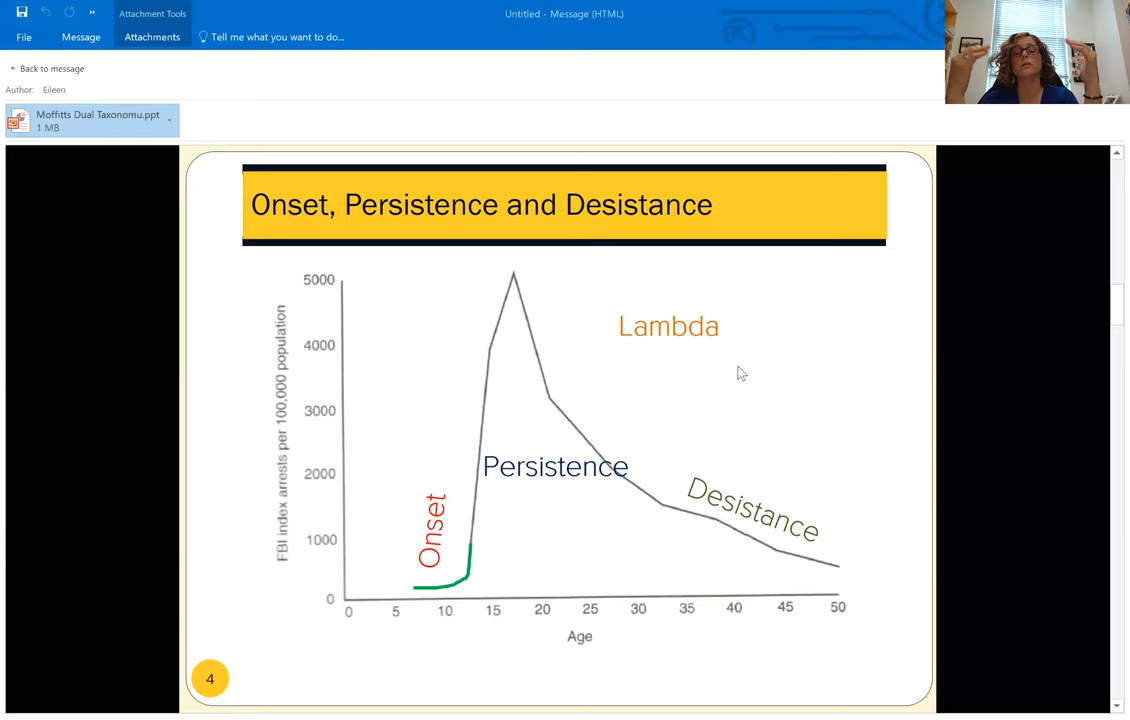 Attachment Tools
Untitled - Message (HTML)
File
Message
Attachments
Tell me what you want to do...
Back to message
Author: Eileen
Moffitts Dual Taxonomu.ppt
1 MB
Onset, Persistence and Desistance
FBI index arrests per 100,000 population
5000
4000
3000
2000
1000
0
Lambda
Persistence
Desistance
Onset
0 5 10 15 20 25 30 35 40 45 50
Age
4